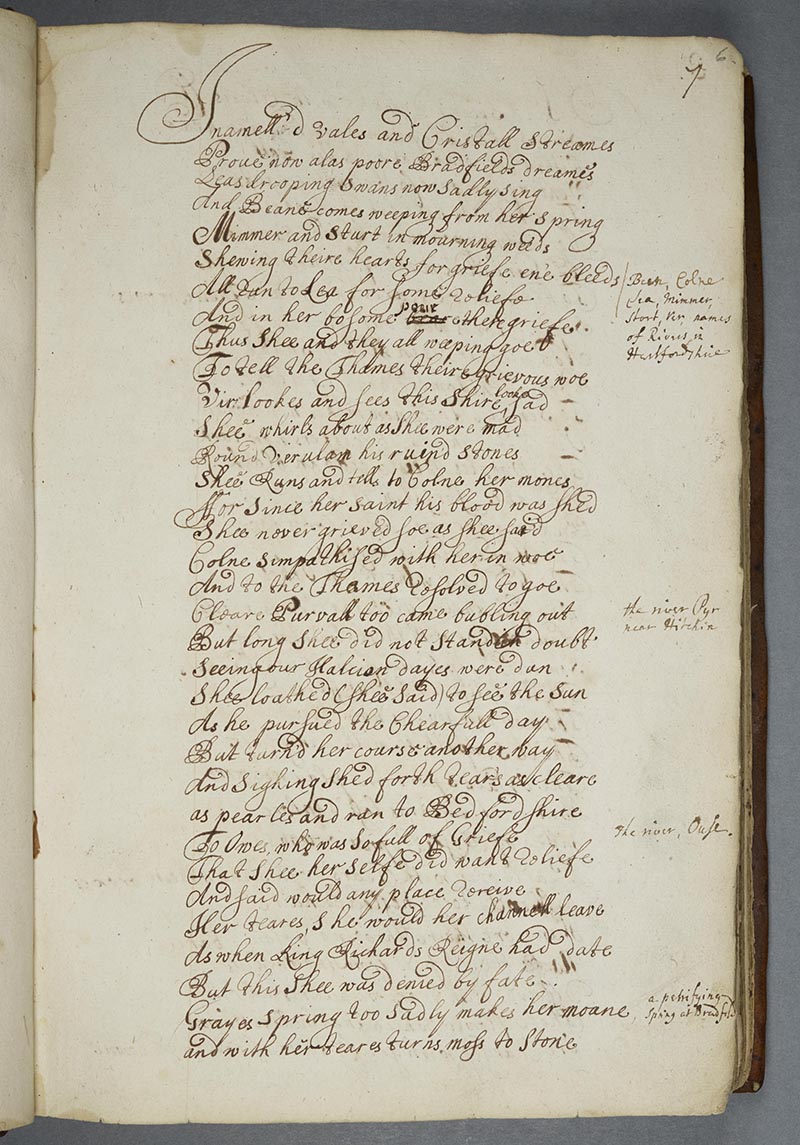 6
7
Inamell'd vales and Cristall Streames
Prove now alas poore Bradfields dreames
Leas drooping Swans now sadly sing
And Beane comes weeping from her spring
Mimmer and Sturt in mourning weeds
Shewing theire hearts for griefe ene bleeds
All Run to Lea for some reliefe
And in her bosome pour there griefe
Thus Shee and they all weeping goe
To tell the Thames theire grievous woe
Vir lookes and sees this Shire looke sad
Shee whirls about as Shee were mad
Round Verulam his ruind Stones
Shee Runs and tells to Colne her mones
Ffor Since her Saint his blood was shed
Shee never grieved soe as shee said
Colne Simpathised with her in woe
And to the Thames resolved to goe
Cleare Purvall too came bubling out
But long Shee did not Stand in doubt
Seeing our Halcion dayes were dun
Shee loathed (shee said) to see the Sun
As he pursued the Chearfull day
But turn'd her course another way
And Sighing Shed forth tears as cleare
as pearles and ran to Bedfordshire
To Owes, who was So full of Griefe
That Shee her selfe did want reliefe
And said would any place receive
Her teares, She would her channell leave
As when King Richards Reigne had date
But this Shee was denied by fate
Grayes Spring too Sadly makes her moane
and with her teares turns moss to Stone
Bean, Colne
Lea, Mimmer,
Stort, Ver, names
of Rivers in
Hertfordshire
the river Pyr
near Hitchin
the river, Ouse.
a petrifying
Spring at Bradfeld